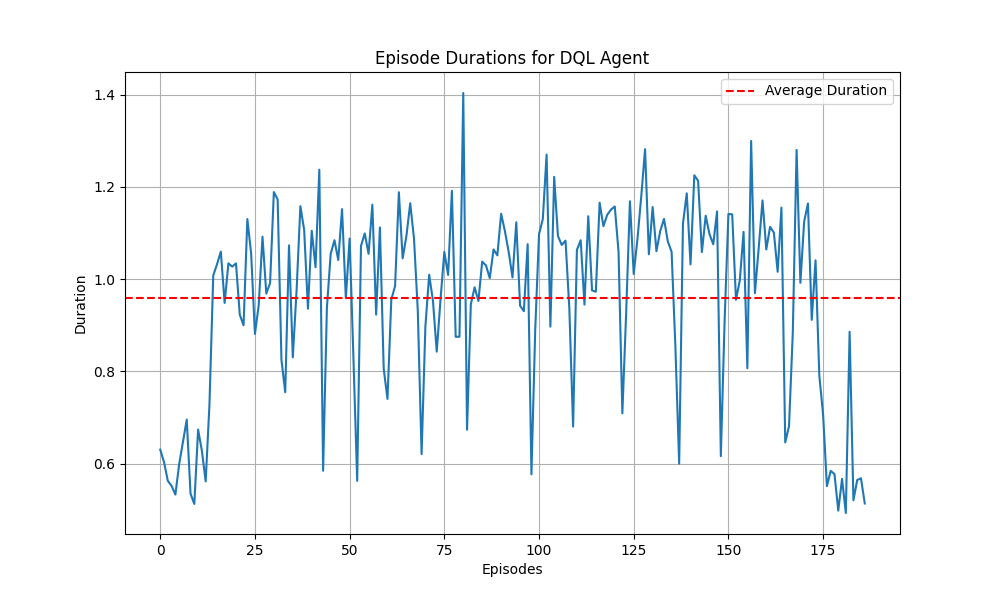 Episode Durations for DQL Agent
Average Duration
Duration
1.4
1.2
1.0
0.8
0.6
0 25 50 75 100 125 150 175
Episodes